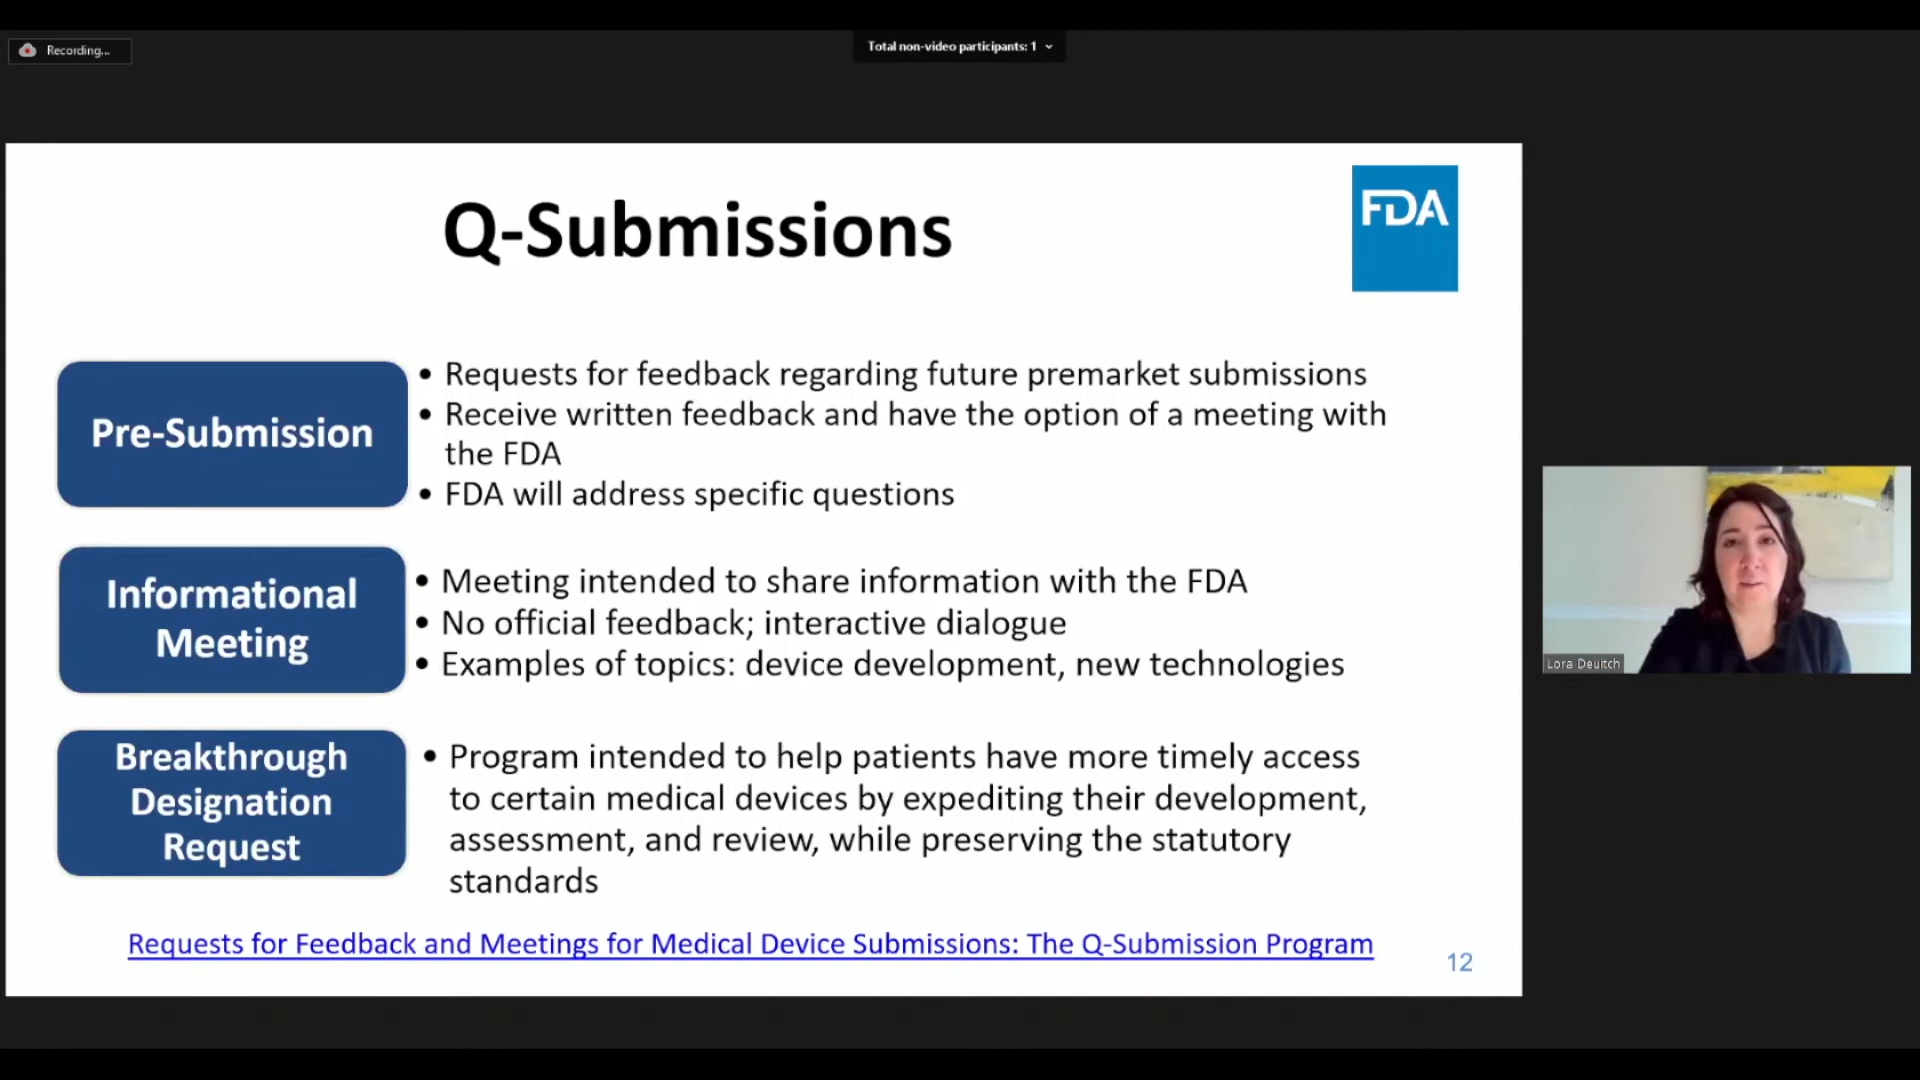 Recording...
Total non-video participants: 1
Q-Submissions
FDA
Pre-Submission
• Requests for feedback regarding future premarket submissions
• Receive written feedback and have the option of a meeting with
the FDA
• FDA will address specific questions
Informational
Meeting
• Meeting intended to share information with the FDA
• No official feedback; interactive dialogue
• Examples of topics: device development, new technologies
Breakthrough
Designation
Request
• Program intended to help patients have more timely access
to certain medical devices by expediting their development,
assessment, and review, while preserving the statutory
standards
Requests for Feedback and Meetings for Medical Device Submissions: The Q-Submission Program
12
Lora Deuitch